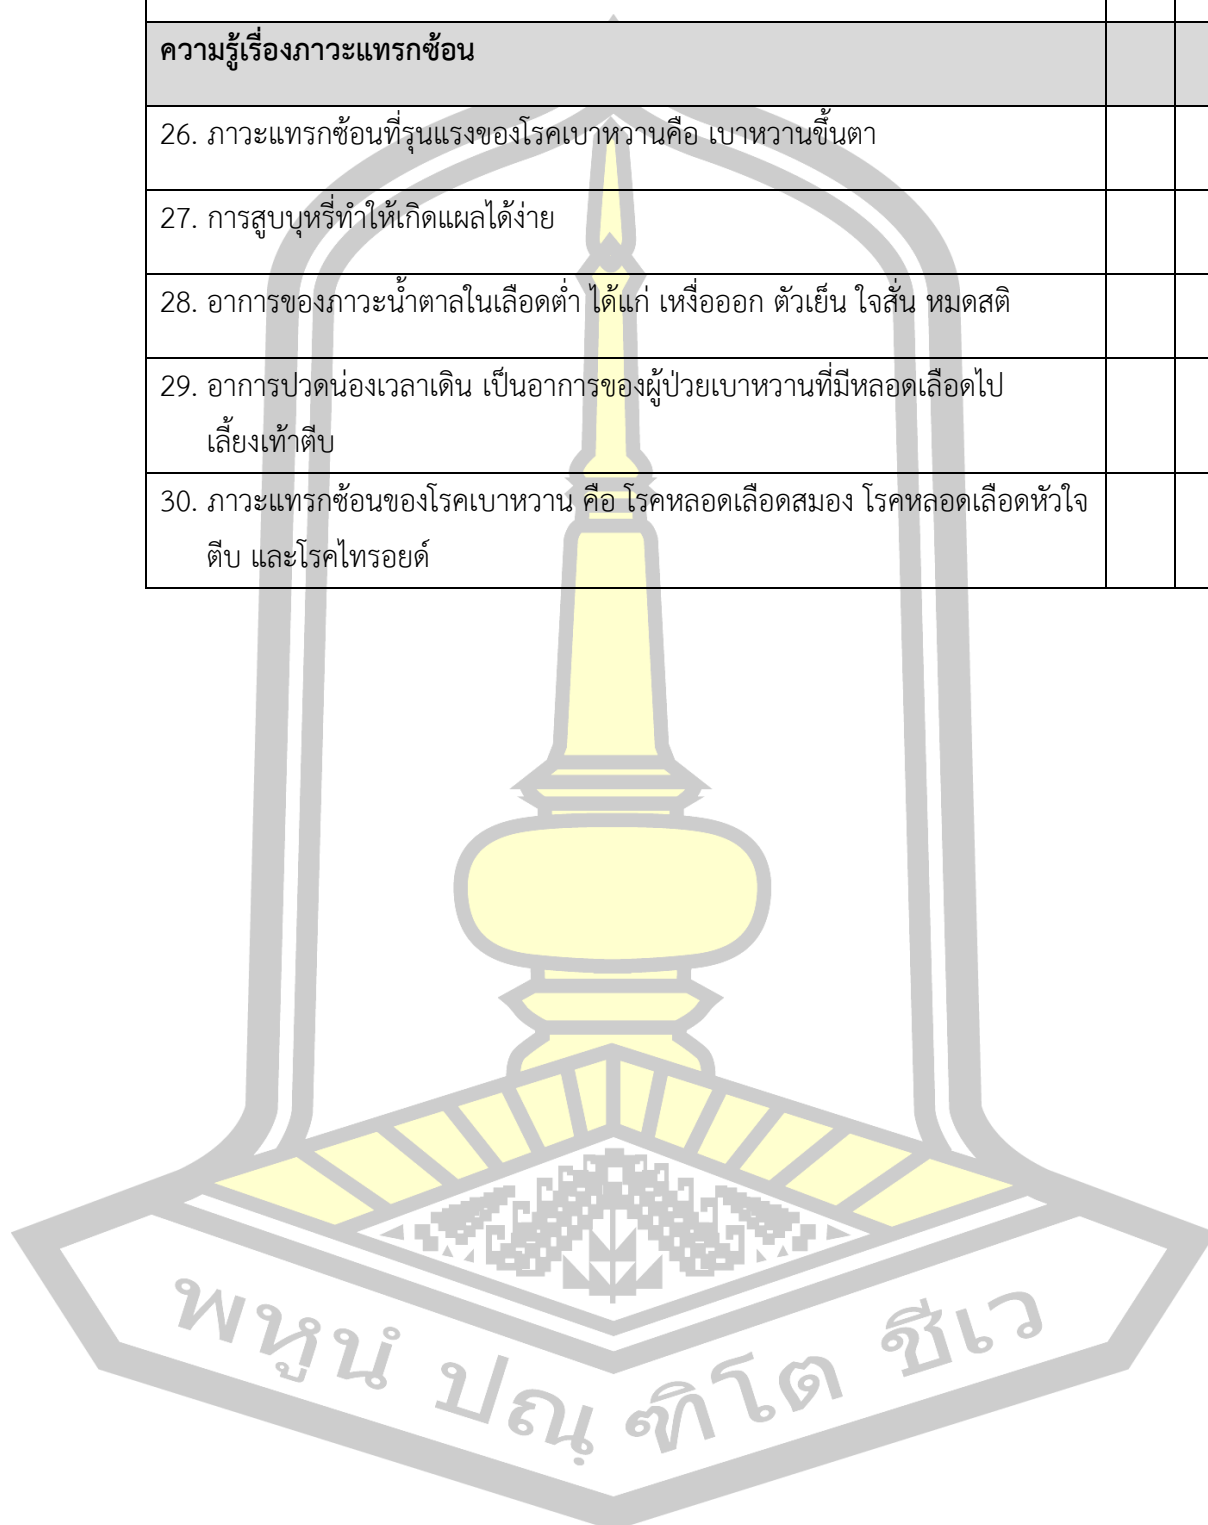 ความรู้เรื่องภาวะแทรกซ้อน
26. ภาวะแทรกซ้อนที่รุนแรงของโรคเบาหวานคือ เบาหวานขึ้นตา
27. การสูบบุหรี่ทำให้เกิดแผลได้ง่าย
28. อาการของภาวะน้ำตาลในเลือดต่ำ ได้แก่ เหงื่อออก ตัวเย็น ใจสั่น หมดสติ
29. อาการปวดน่องเวลาเดิน เป็นอาการของผู้ป่วยเบาหวานที่มีหลอดเลือดไป
เลี้ยงเท้าตีบ
30. ภาวะแทรกซ้อนของโรคเบาหวาน คือ โรคหลอดเลือดสมอง โรคหลอดเลือดหัวใจ
ตีบ และโรคไทรอยด์
พหูนํ ปณฺฑิโต ชีเว